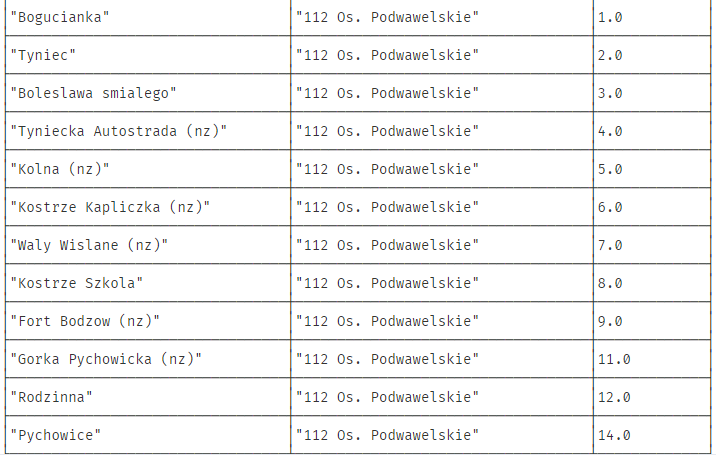 "Bogucianka" "112 Os. Podwawelskie" 1.0
"Tyniec" "112 Os. Podwawelskie" 2.0
"Boleslawa smialego" "112 Os. Podwawelskie" 3.0
"Tyniecka Autostrada (nz)" "112 Os. Podwawelskie" 4.0
"Kolna (nz)" "112 Os. Podwawelskie" 5.0
"Kostrze Kapliczka (nz)" "112 Os. Podwawelskie" 6.0
"Waly Wislane (nz)" "112 Os. Podwawelskie" 7.0
"Kostrze Szkola" "112 Os. Podwawelskie" 8.0
"Fort Bodzow (nz)" "112 Os. Podwawelskie" 9.0
"Gorka Pychowicka (nz)" "112 Os. Podwawelskie" 11.0
"Rodzinna" "112 Os. Podwawelskie" 12.0
"Pychowice" "112 Os. Podwawelskie" 14.0